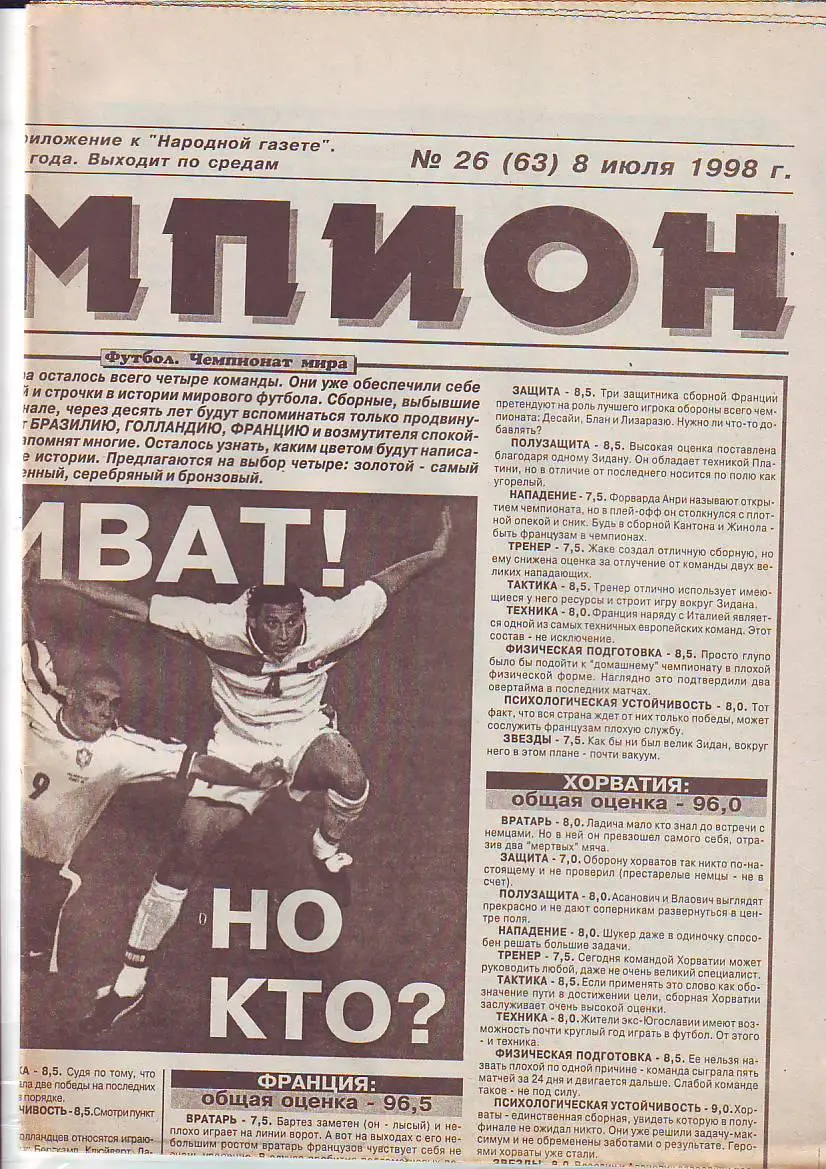 риложение к "Народной газете".
года. Выходит по средам
№ 26 (63) 8 июля 1998 г.
МПИОН
Футбол. Чемпионат мира
ра осталось всего четыре команды. Они уже обеспечили себе
й и строчки в истории мирового футбола. Сборные, выбывшие
нале, через десять лет будут вспоминаться только продвину-
т БРАЗИЛИЮ, ГОЛЛАНДИЮ, ФРАНЦИЮ и возмутителя спокой-
апомнят многие. Осталось узнать, каким цветом будут написа-
е истории. Предлагаются на выбор четыре: золотой - самый
енный, серебряный и бронзовый.
ИВАТ!
4
9
НО
КТО?
КА - 8,5. Судя по тому, что
ла две победы на последних
в порядке.
ЧИВОСТЬ-8,5.Смотри пункт
олландцев относятся играю-
ФРАНЦИЯ:
общая оценка - 96,5
ВРАТАРЬ - 7,5. Бартез заметен (он - лысый) и не-
плохо играет на линии ворот. А вот на выходах с его не-
большим ростом вратарь французов чувствует себя не
ЗАЩИТА - 8,5. Три защитника сборной Франции
претендуют на роль лучшего игрока обороны всего чем-
пионата: Десайи, Блан и Лизаразю. Нужно ли что-то до-
бавлять?
ПОЛУЗАЩИТА - 8,5. Высокая оценка поставлена
благодаря одному Зидану. Он обладает техникой Пла-
тини, но в отличие от последнего носится по полю как
угорелый.
НАПАДЕНИЕ - 7,5. Форварда Анри называют откры-
тием чемпионата, но в плей-офф он столкнулся с плот-
ной опекой и сник. Будь в сборной Кантона и Жинола -
быть французам в чемпионах.
ТРЕНЕР - 7,5. Жаке создал отличную сборную, но
ему снижена оценка за отлучение от команды двух ве-
ликих нападающих.
ТАКТИКА - 8,5. Тренер отлично использует имею-
щиеся у него ресурсы и строит игру вокруг Зидана.
ТЕХНИКА - 8,0. Франция наряду с Италией являет-
ся одной из самых техничных европейских команд. Этот
состав - не исключение.
ФИЗИЧЕСКАЯ ПОДГОТОВКА - 8,5. Просто глупо
было бы подойти к "домашнему" чемпионату в плохой
физической форме. Наглядно это подтвердили два
овертайма в последних матчах.
ПСИХОЛОГИЧЕСКАЯ УСТОЙЧИВОСТЬ - 8,0. Тот
факт, что вся страна ждет от них только победы, может
сослужить французам плохую службу.
ЗВЕЗДЫ - 7,5. Как бы ни был велик Зидан, вокруг
него в этом плане - почти вакуум.
ХОРВАТИЯ:
общая оценка - 96,0
ВРАТАРЬ - 8,0. Ладича мало кто знал до встречи с
немцами. Но в ней он превзошел самого себя, отра-
зив два "мертвых" мяча.
ЗАЩИТА - 7,0. Оборону хорватов так никто по-на-
стоящему и не проверил (престарелые немцы - не в
счет).
ПОЛУЗАЩИТА - 8,0. Асанович и Влаович выглядят
прекрасно и не дают соперникам развернуться в цен-
тре поля.
НАПАДЕНИЕ - 8,0. Шукер даже в одиночку спосо-
бен решать большие задачи.
ТРЕНЕР - 7,5. Сегодня командой Хорватии может
руководить любой, даже не очень великий специалист.
ТАКТИКА - 8,5. Если применять это слово как обо-
значение пути в достижении цели, сборная Хорватии
заслуживает очень высокой оценки.
ТЕХНИКА - 8,0. Жители экс-Югославии имеют воз-
можность почти круглый год играть в футбол. От этого
- и техника.
ФИЗИЧЕСКАЯ ПОДГОТОВКА - 8,5. Ее нельзя на-
звать плохой по одной причине - команда сыграла пять
матчей за 24 дня и двигается дальше. Слабой команде
такое - не под силу.
ПСИХОЛОГИЧЕСКАЯ УСТОЙЧИВОСТЬ - 9,0. Хор-
ваты - единственная сборная, увидеть которую в полу-
финале не ожидал никто. Они уже решили задачу-мак-
симум и не обременены заботами о результате. Геро-
ями хорваты уже стали.